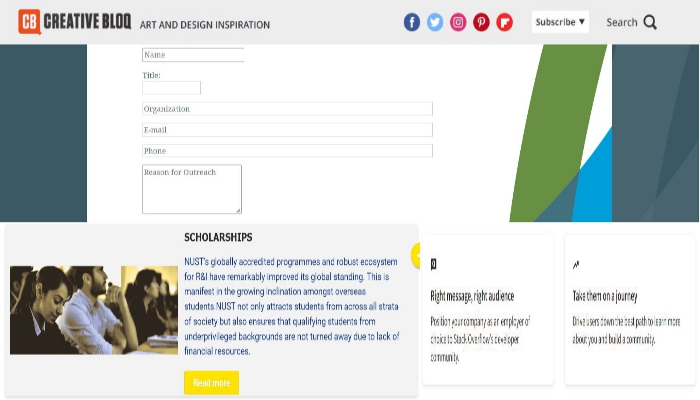 CB CREATIVE BLOQ ART AND DESIGN INSPIRATION
Subscribe ▼
Search
Name
Title:
Organization
E-mail
Phone
Reason for Outreach
SCHOLARSHIPS
NUST's globally accredited programmes and robust ecosystem
for R&I have remarkably improved its global standing. This is
manifest in the growing inclination amongst overseas
students.NUST not only attracts students from across all strata
of society but also ensures that qualifying students from
underprivileged backgrounds are not turned away due to lack of
financial resources.
Read more
Right message, right audience
Position your company as an employer of
choice to Stack Overflow's developer
community.
Take them on a journey
Drive users down the best path to learn more
about you and build a community.